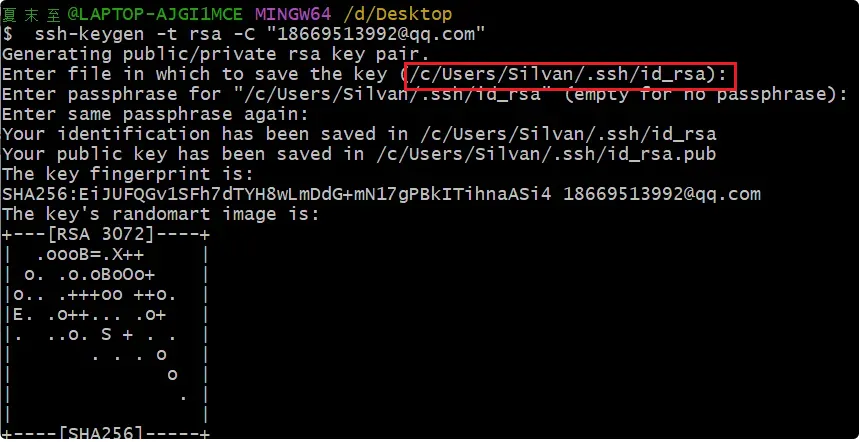 夏末至@LAPTOP-AJGI1MCE MINGW64 /d/Desktop
$ ssh-keygen -t rsa -C "18669513992@qq.com"
Generating public/private rsa key pair.
Enter file in which to save the key (/c/Users/Silvan/.ssh/id_rsa):
Enter passphrase for "/c/Users/Silvan/.ssh/id_rsa" (empty for no passphrase):
Enter same passphrase again:
Your identification has been saved in /c/Users/Silvan/.ssh/id_rsa
Your public key has been saved in /c/Users/Silvan/.ssh/id_rsa.pub
The key fingerprint is:
SHA256:EiJUFQGv1SFh7dTYH8wLmDdG+mN17gPBkITihnaASi4 18669513992@qq.com
The key's randomart image is:
+---[RSA 3072]----+
|  .oooB=.X++     |
| o. .o.oBoOo+    |
|o.. .+++oo ++o.  |
|E. .o++... .o+   |
|.  ..o. S + . .  |
|       . . . o   |
|              o  |
|               . |
|                 |
+----[SHA256]-----+